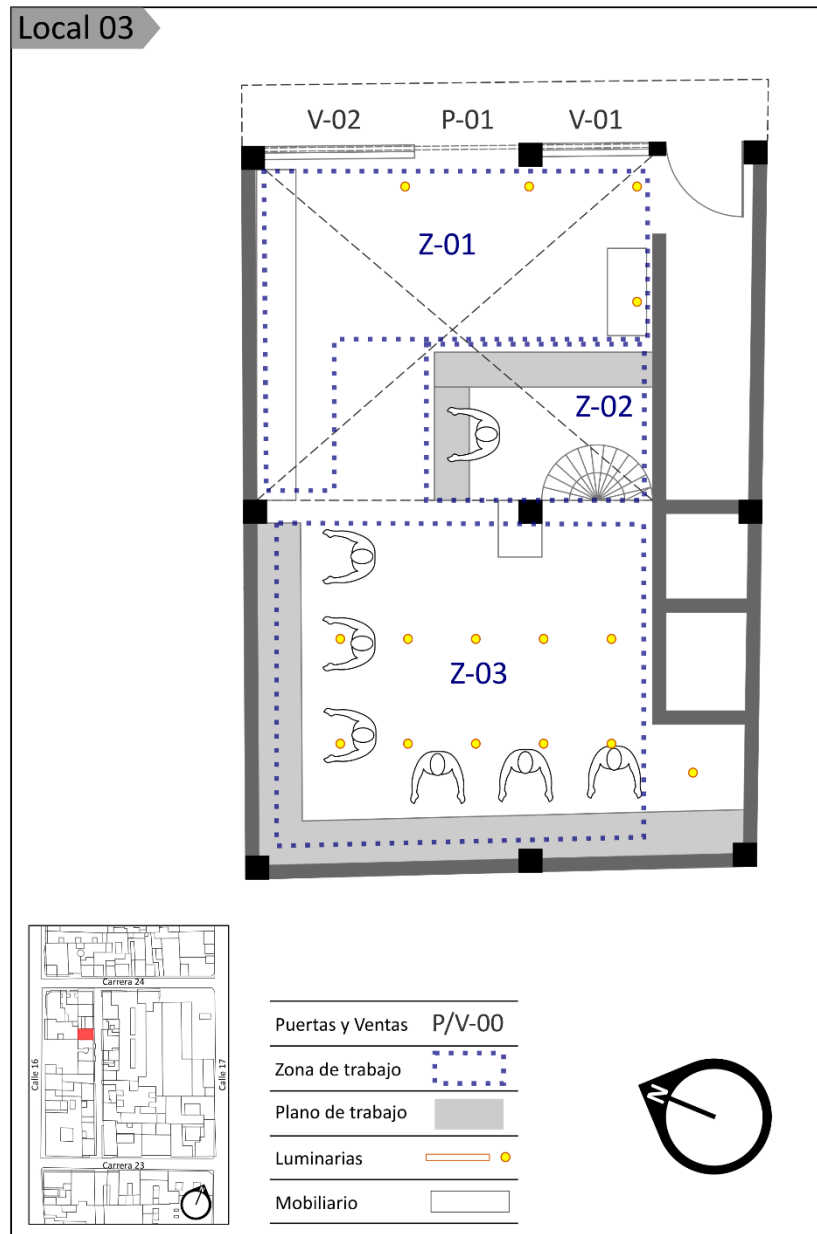 Local 03
V-02 P-01 V-01
Z-01
Z-02
Z-03
Carrera 24
Calle 16
Calle 17
Carrera 23
N
Puertas y Ventas P/V-00
Zona de trabajo
Plano de trabajo
Luminarias
Mobiliario
N